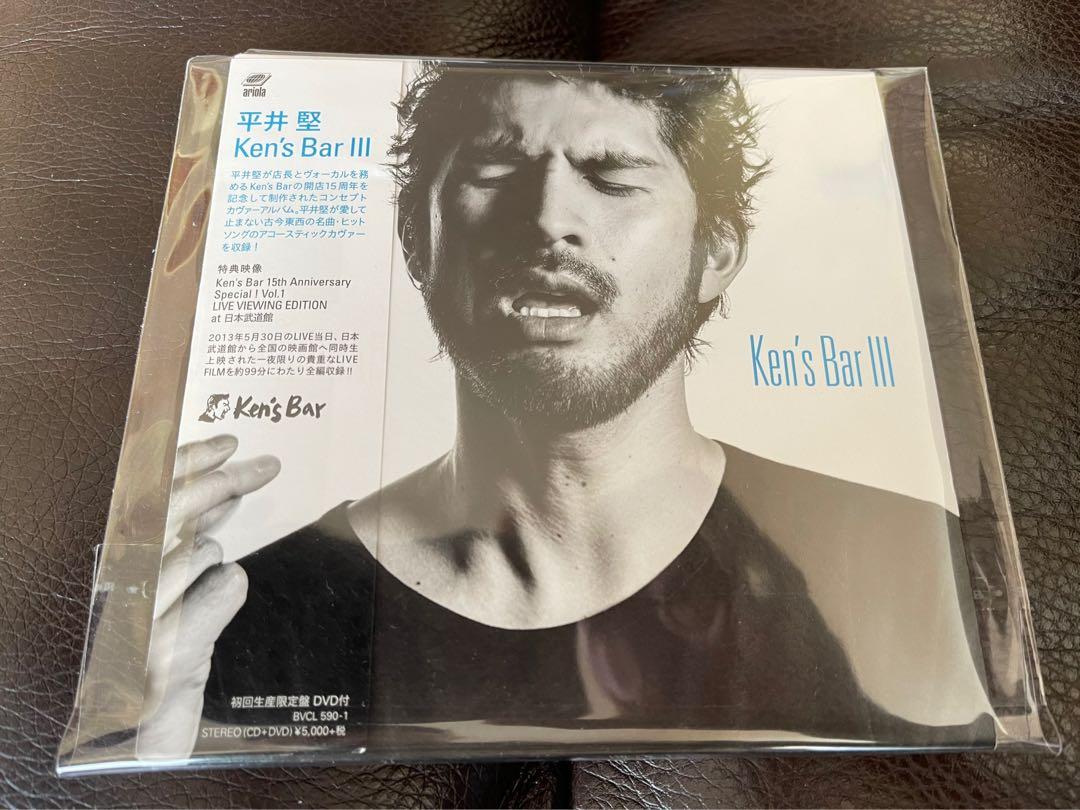 ariola
平井 堅
Ken's Bar III
平井堅が店長とヴォーカルを務
めるKen's Barの開店15周年を
記念して制作されたコンセプト
カヴァーアルバム。平井堅が愛して
止まない古今東西の名曲・ヒット
ソングのアコースティックカヴァー
を収録！
特典映像
Ken's Bar 15th Anniversary
Special ! Vol.1
LIVE VIEWING EDITION
at 日本武道館
2013年5月30日のLIVE当日、日本
武道館から全国の映画館へ同時生
上映された一夜限りの貴重なLIVE
FILMを約99分にわたり全編収録!!
Ken's Bar
初回生産限定盤 DVD付
BVCL 590-1
STEREO (CD+DVD) ¥5,000+税
Ken's Bar III